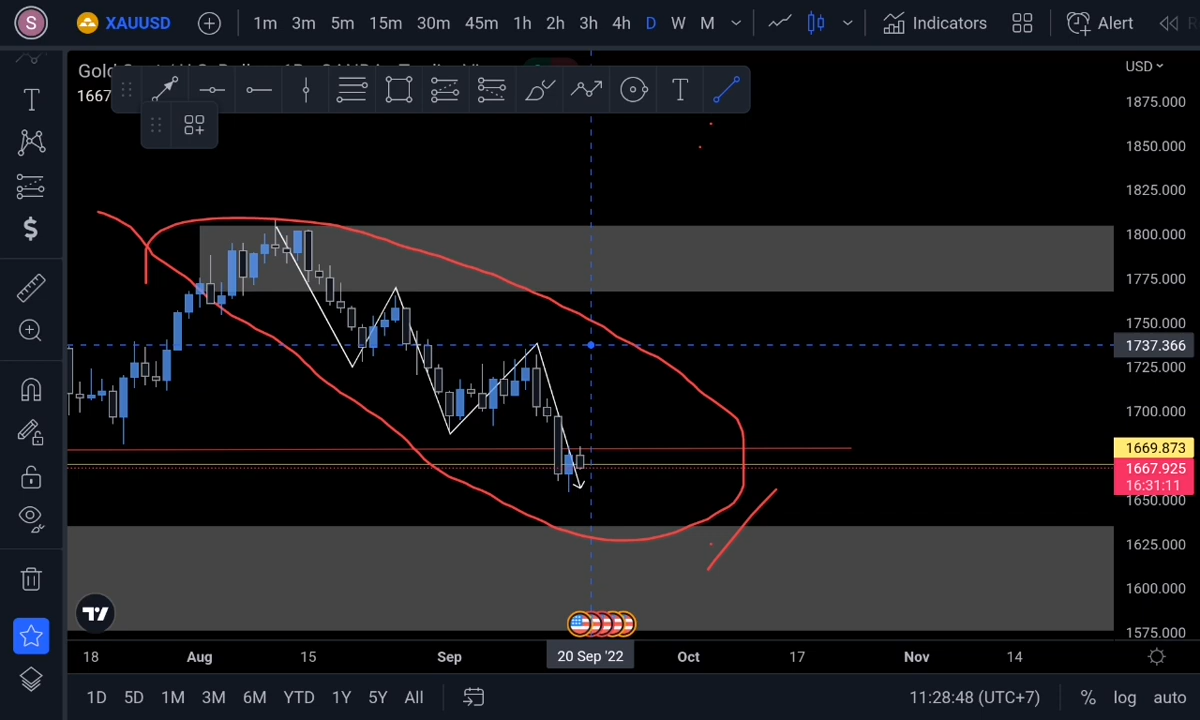 S XAUUSD 1m 3m 5m 15m 30m 45m 1h 2h 3h 4h D W M Indicators Alert
Gold
USD
1667
T
1875.000
1850.000
1825.000
1800.000
1775.000
1750.000
1737.366
1725.000
1700.000
1669.873
1667.925
16:31:11
1650.000
1625.000
1600.000
1575.000
18 Aug 15 Sep 20 Sep '22 Oct 17 Nov 14
1D 5D 1M 3M 6M YTD 1Y 5Y All 11:28:48 (UTC+7) % log auto